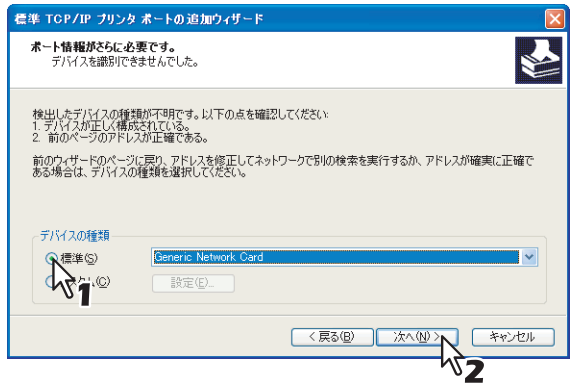 標準 TCP/IP プリンタ ポートの追加ウィザード
ポート情報がさらに必要です。
デバイスを識別できませんでした。
検出したデバイスの種類が不明です。以下の点を確認してください:
1. デバイスが正しく構成されている。
2. 前のページのアドレスが正確である。
前のウィザードのページに戻り、アドレスを修正してネットワークで別の検索を実行するか、アドレスが確実に正確で
ある場合は、デバイスの種類を選択してください。
デバイスの種類
標準(S)
Generic Network Card
(C)
設定(E)...
1
< 戻る(B)
次へ(N) >
キャンセル
2